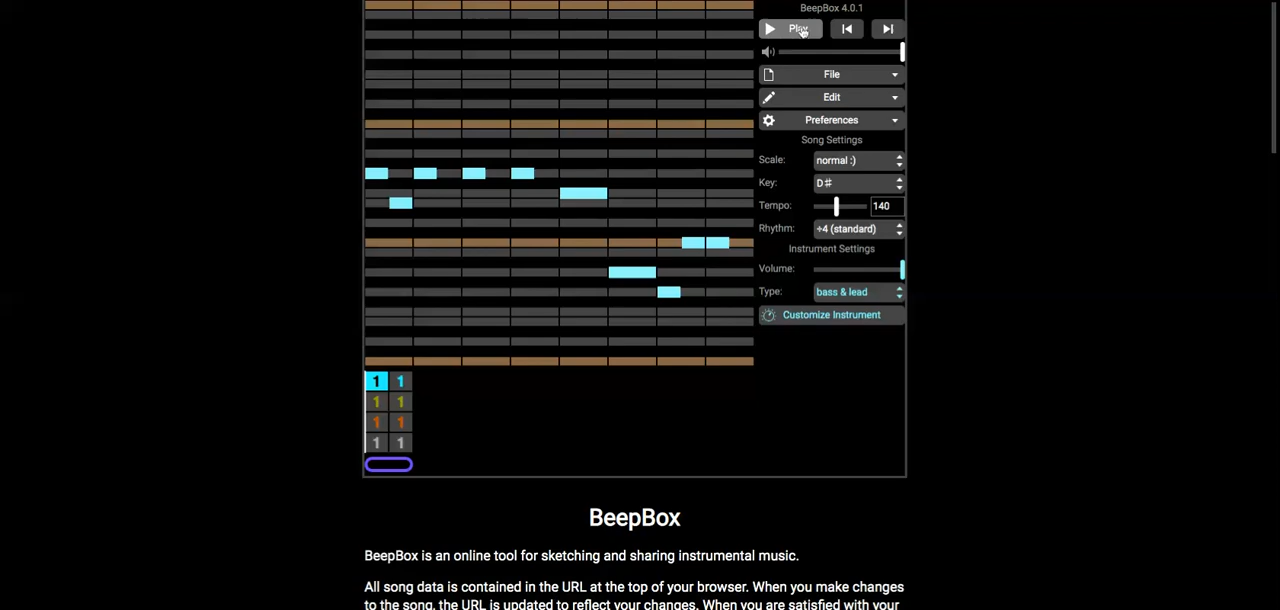 BeepBox 4.0.1
Play
File
Edit
Preferences
Song Settings
Scale: normal :)
Key: D♯
Tempo: 140
Rhythm: ÷4 (standard)
Instrument Settings
Volume:
Type: bass & lead
Customize Instrument
1 1
1 1
1 1
1 1
BeepBox
BeepBox is an online tool for sketching and sharing instrumental music.
All song data is contained in the URL at the top of your browser. When you make changes
to the song, the URL is updated to reflect your changes. When you are satisfied with your